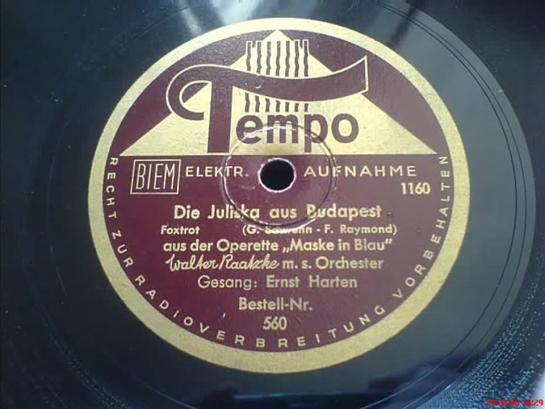 Tempo
BIEM ELEKTR. AUFNAHME
1160
Die Juliska aus Budapest
Foxtrot (G. Schwenn - F. Raymond)
aus der Operette „Maske in Blau“
Walter Raatzke m. s. Orchester
Gesang: Ernst Harten
Bestell-Nr.
560
RECHT ZUR RADIOVERBREITUNG VORBEHALTEN